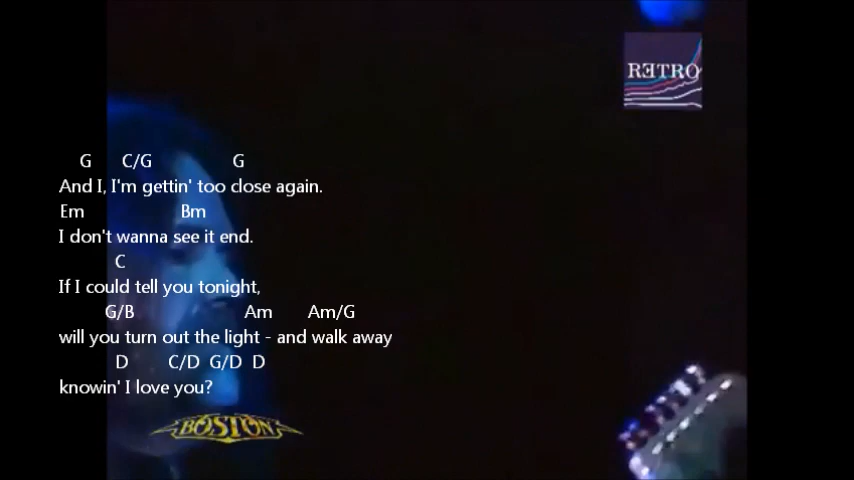 RETRO
G C/G G
And I, I'm gettin' too close again.
Em Bm
I don't wanna see it end.
C
If I could tell you tonight,
G/B Am Am/G
will you turn out the light - and walk away
D C/D G/D D
knowin' I love you?
BOSTON